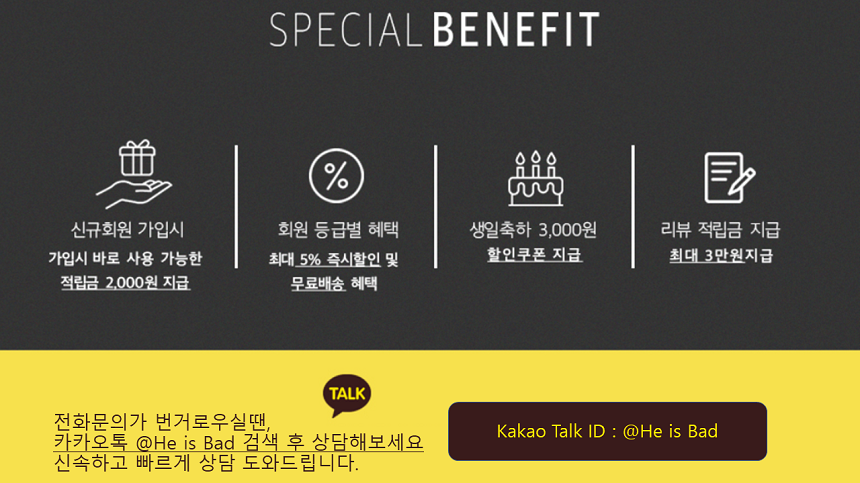 SPECIAL BENEFIT
신규회원 가입시
가입시 바로 사용 가능한
적립금 2,000원 지급
회원 등급별 혜택
최대 5% 즉시할인 및
무료배송 혜택
생일축하 3,000원
할인쿠폰 지급
리뷰 적립금 지급
최대 3만원지급
TALK
전화문의가 번거로우실땐,
카카오톡 @He is Bad 검색 후 상담해보세요
신속하고 빠르게 상담 도와드립니다.
Kakao Talk ID : @He is Bad